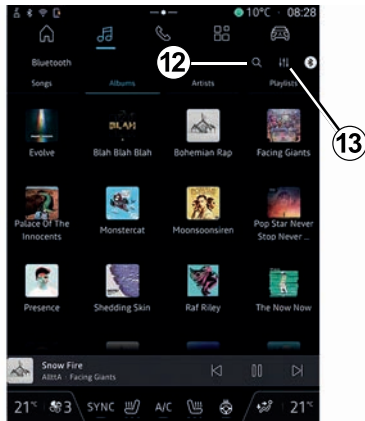 10°C 08:28
Bluetooth
12
Songs Albums Artists Playlists
13
Evolve Blah Blah Blah Bohemian Rap Facing Giants
BLAH
Palace Of The Innocents Monstercat Moonsoonsiren Pop Star Never Stop Never ...
Presence Shedding Skin Raf Riley The Now Now
Snow Fire
AllttA · Facing Giants
21°C 3 SYNC A/C 21°C